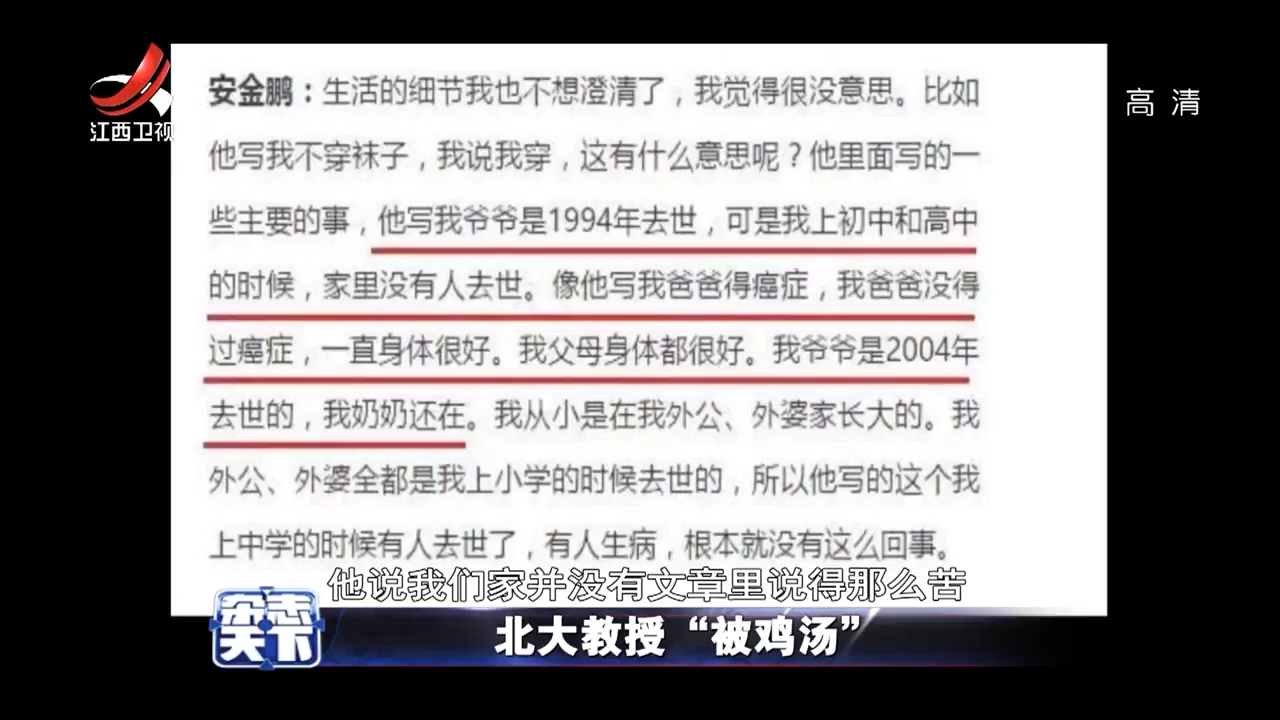 江西卫视
高清
安金鹏：生活的细节我也不想澄清了，我觉得很没意思。比如
他写我不穿袜子，我说我穿，这有什么意思呢？他里面写的一
些主要的事，他写我爷爷是1994年去世，可是我上初中和高中
的时候，家里没有人去世。像他写我爸爸得癌症，我爸爸没得
过癌症，一直身体很好。我父母身体都很好。我爷爷是2004年
去世的，我奶奶还在。我从小是在我外公、外婆家长大的。我
外公、外婆全都是我上小学的时候去世的，所以他写的这个我
上中学的时候有人去世了，有人生病，根本就没有这么回事。
他说我们家并没有文章里说得那么苦
杂志
天下
北大教授“被鸡汤”